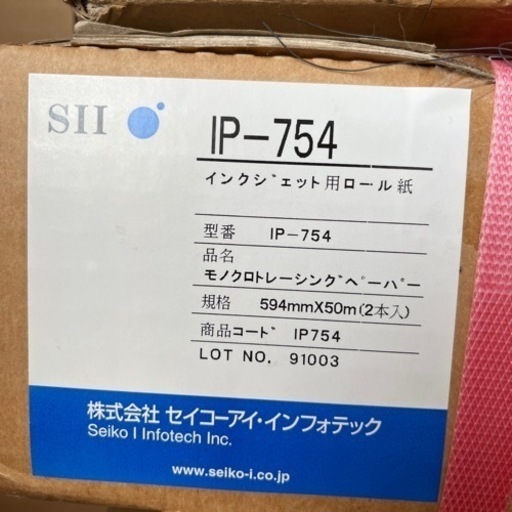 SII
IP-754
インクジェット用ロール紙
型番 IP-754
品名
モノクロトレーシングペーパー
規格 594mmX50m(2本入)
商品コード IP754
LOT NO. 91003
株式会社 セイコーアイ・インフォテック
Seiko I Infotech Inc.
www.seiko-i.co.jp